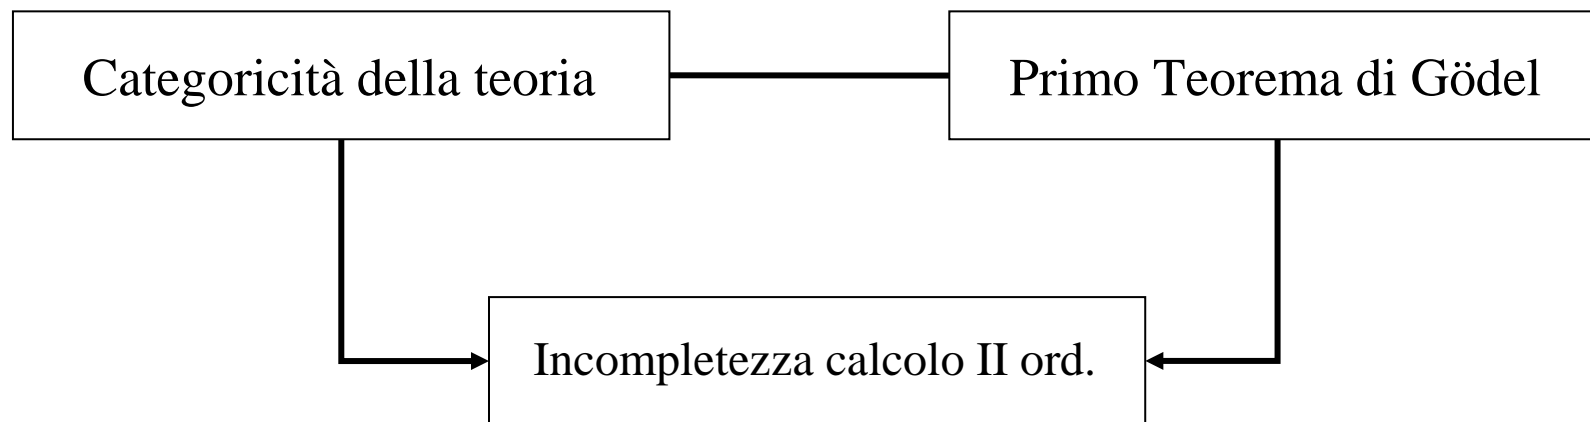 Categoricità della teoria
Primo Teorema di Gödel
Incompletezza calcolo II ord.